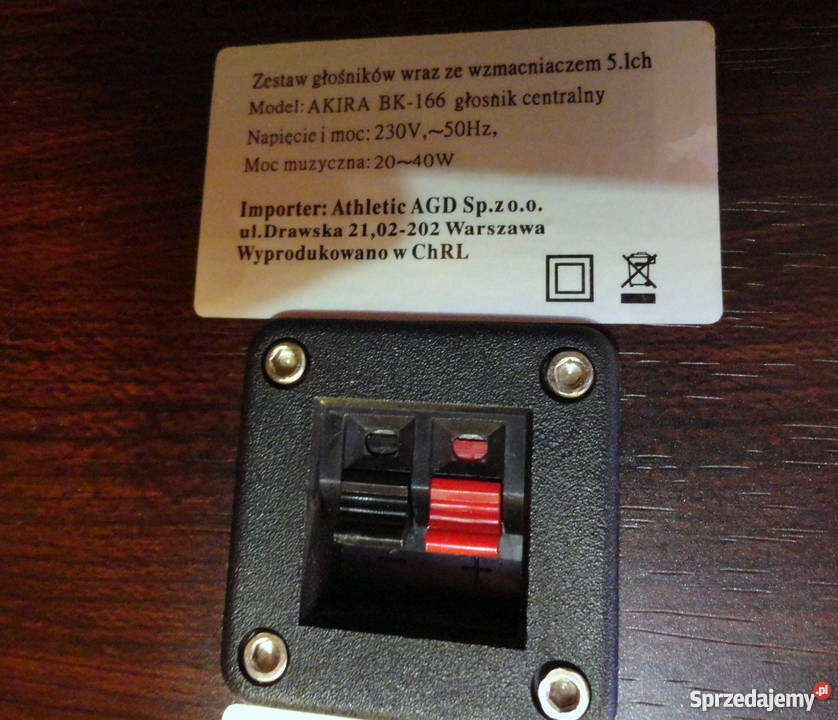 Zestaw głośników wraz ze wzmacniaczem 5.1ch
Model: AKIRA BK-166 głosnik centralny
Napięcie i moc: 230V,~50Hz,
Moc muzyczna: 20~40W
Importer: Athletic AGD Sp.z o.o.
ul.Drawska 21,02-202 Warszawa
Wyprodukowano w ChRL
- +
Sprzedajemy.pl